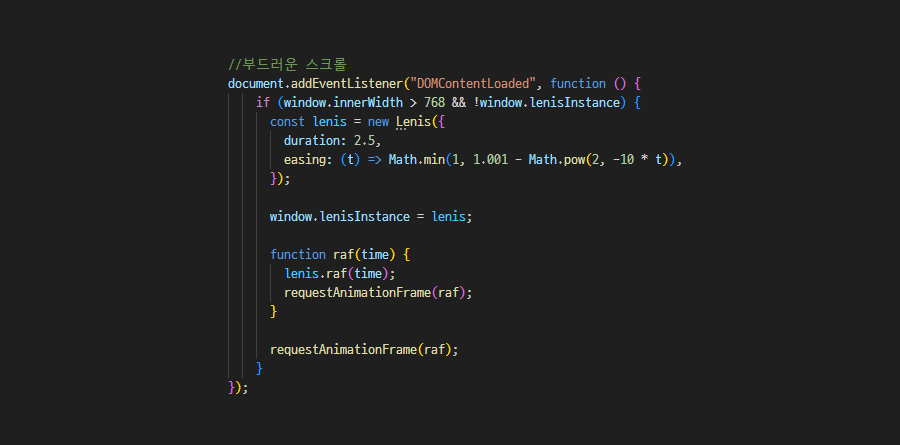 //부드러운 스크롤
document.addEventListener("DOMContentLoaded", function () {
if (window.innerWidth > 768 && !window.lenisInstance) {
const lenis = new Lenis({
duration: 2.5,
easing: (t) => Math.min(1, 1.001 - Math.pow(2, -10 * t)),
});
window.lenisInstance = lenis;
function raf(time) {
lenis.raf(time);
requestAnimationFrame(raf);
}
requestAnimationFrame(raf);
}
});